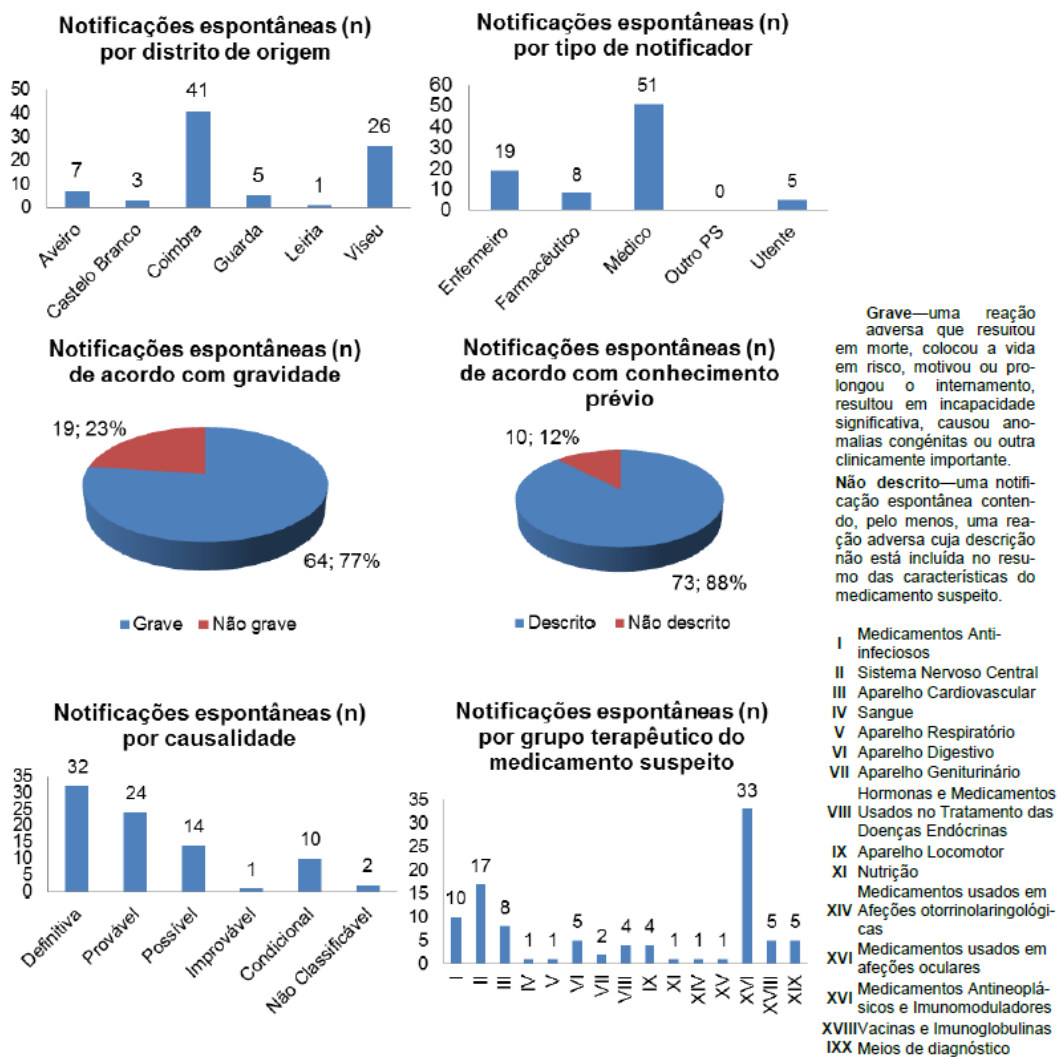 Notificações espontâneas (n)
por distrito de origem
50
40
30
20
10
0
7
3
41
5
1
26
Aveiro
Castelo Branco
Coimbra
Guarda
Leiria
Viseu
Notificações espontâneas (n)
por tipo de notificador
60
50
40
30
20
10
0
19
8
51
0
5
Enfermeiro
Farmacêutico
Médico
Outro PS
Utente
Notificações espontâneas (n)
de acordo com gravidade
19; 23%
64; 77%
Grave
Não grave
Notificações espontâneas (n)
de acordo com conhecimento
prévio
10; 12%
73; 88%
Descrito
Não descrito
Grave—uma reação
adversa que resultou
em morte, colocou a vida
em risco, motivou ou pro-
longou o internamento,
resultou em incapacidade
significativa, causou ano-
malias congénitas ou outra
clinicamente importante.
Não descrito—uma notifi-
cação espontânea conten-
do, pelo menos, uma rea-
ção adversa cuja descrição
não está incluída no resu-
mo das características do
medicamento suspeito.
Notificações espontâneas (n)
por causalidade
35
30
25
20
15
10
5
0
32
24
14
1
10
2
Definitiva
Provável
Possível
Improvável
Condicional
Não Classificável
Notificações espontâneas (n)
por grupo terapêutico do
medicamento suspeito
35
30
25
20
15
10
5
0
10
17
8
1
1
5
2
4
4
1
1
1
33
5
5
I
II
III
IV
V
VI
VII
VIII
IX
XI
XIV
XV
XVI
XVIII
XIX
I Medicamentos Anti-
infeciosos
II Sistema Nervoso Central
III Aparelho Cardiovascular
IV Sangue
V Aparelho Respiratório
VI Aparelho Digestivo
VII Aparelho Geniturinário
Hormonas e Medicamentos
VIII Usados no Tratamento das
Doenças Endócrinas
IX Aparelho Locomotor
XI Nutrição
Medicamentos usados em
XIV Afeções otorrinolaringológi-
cas
XVI Medicamentos usados em
afeções oculares
XVI Medicamentos Antineoplá-
sicos e Imunomoduladores
XVIII Vacinas e Imunoglobulinas
IXX Meios de diagnóstico